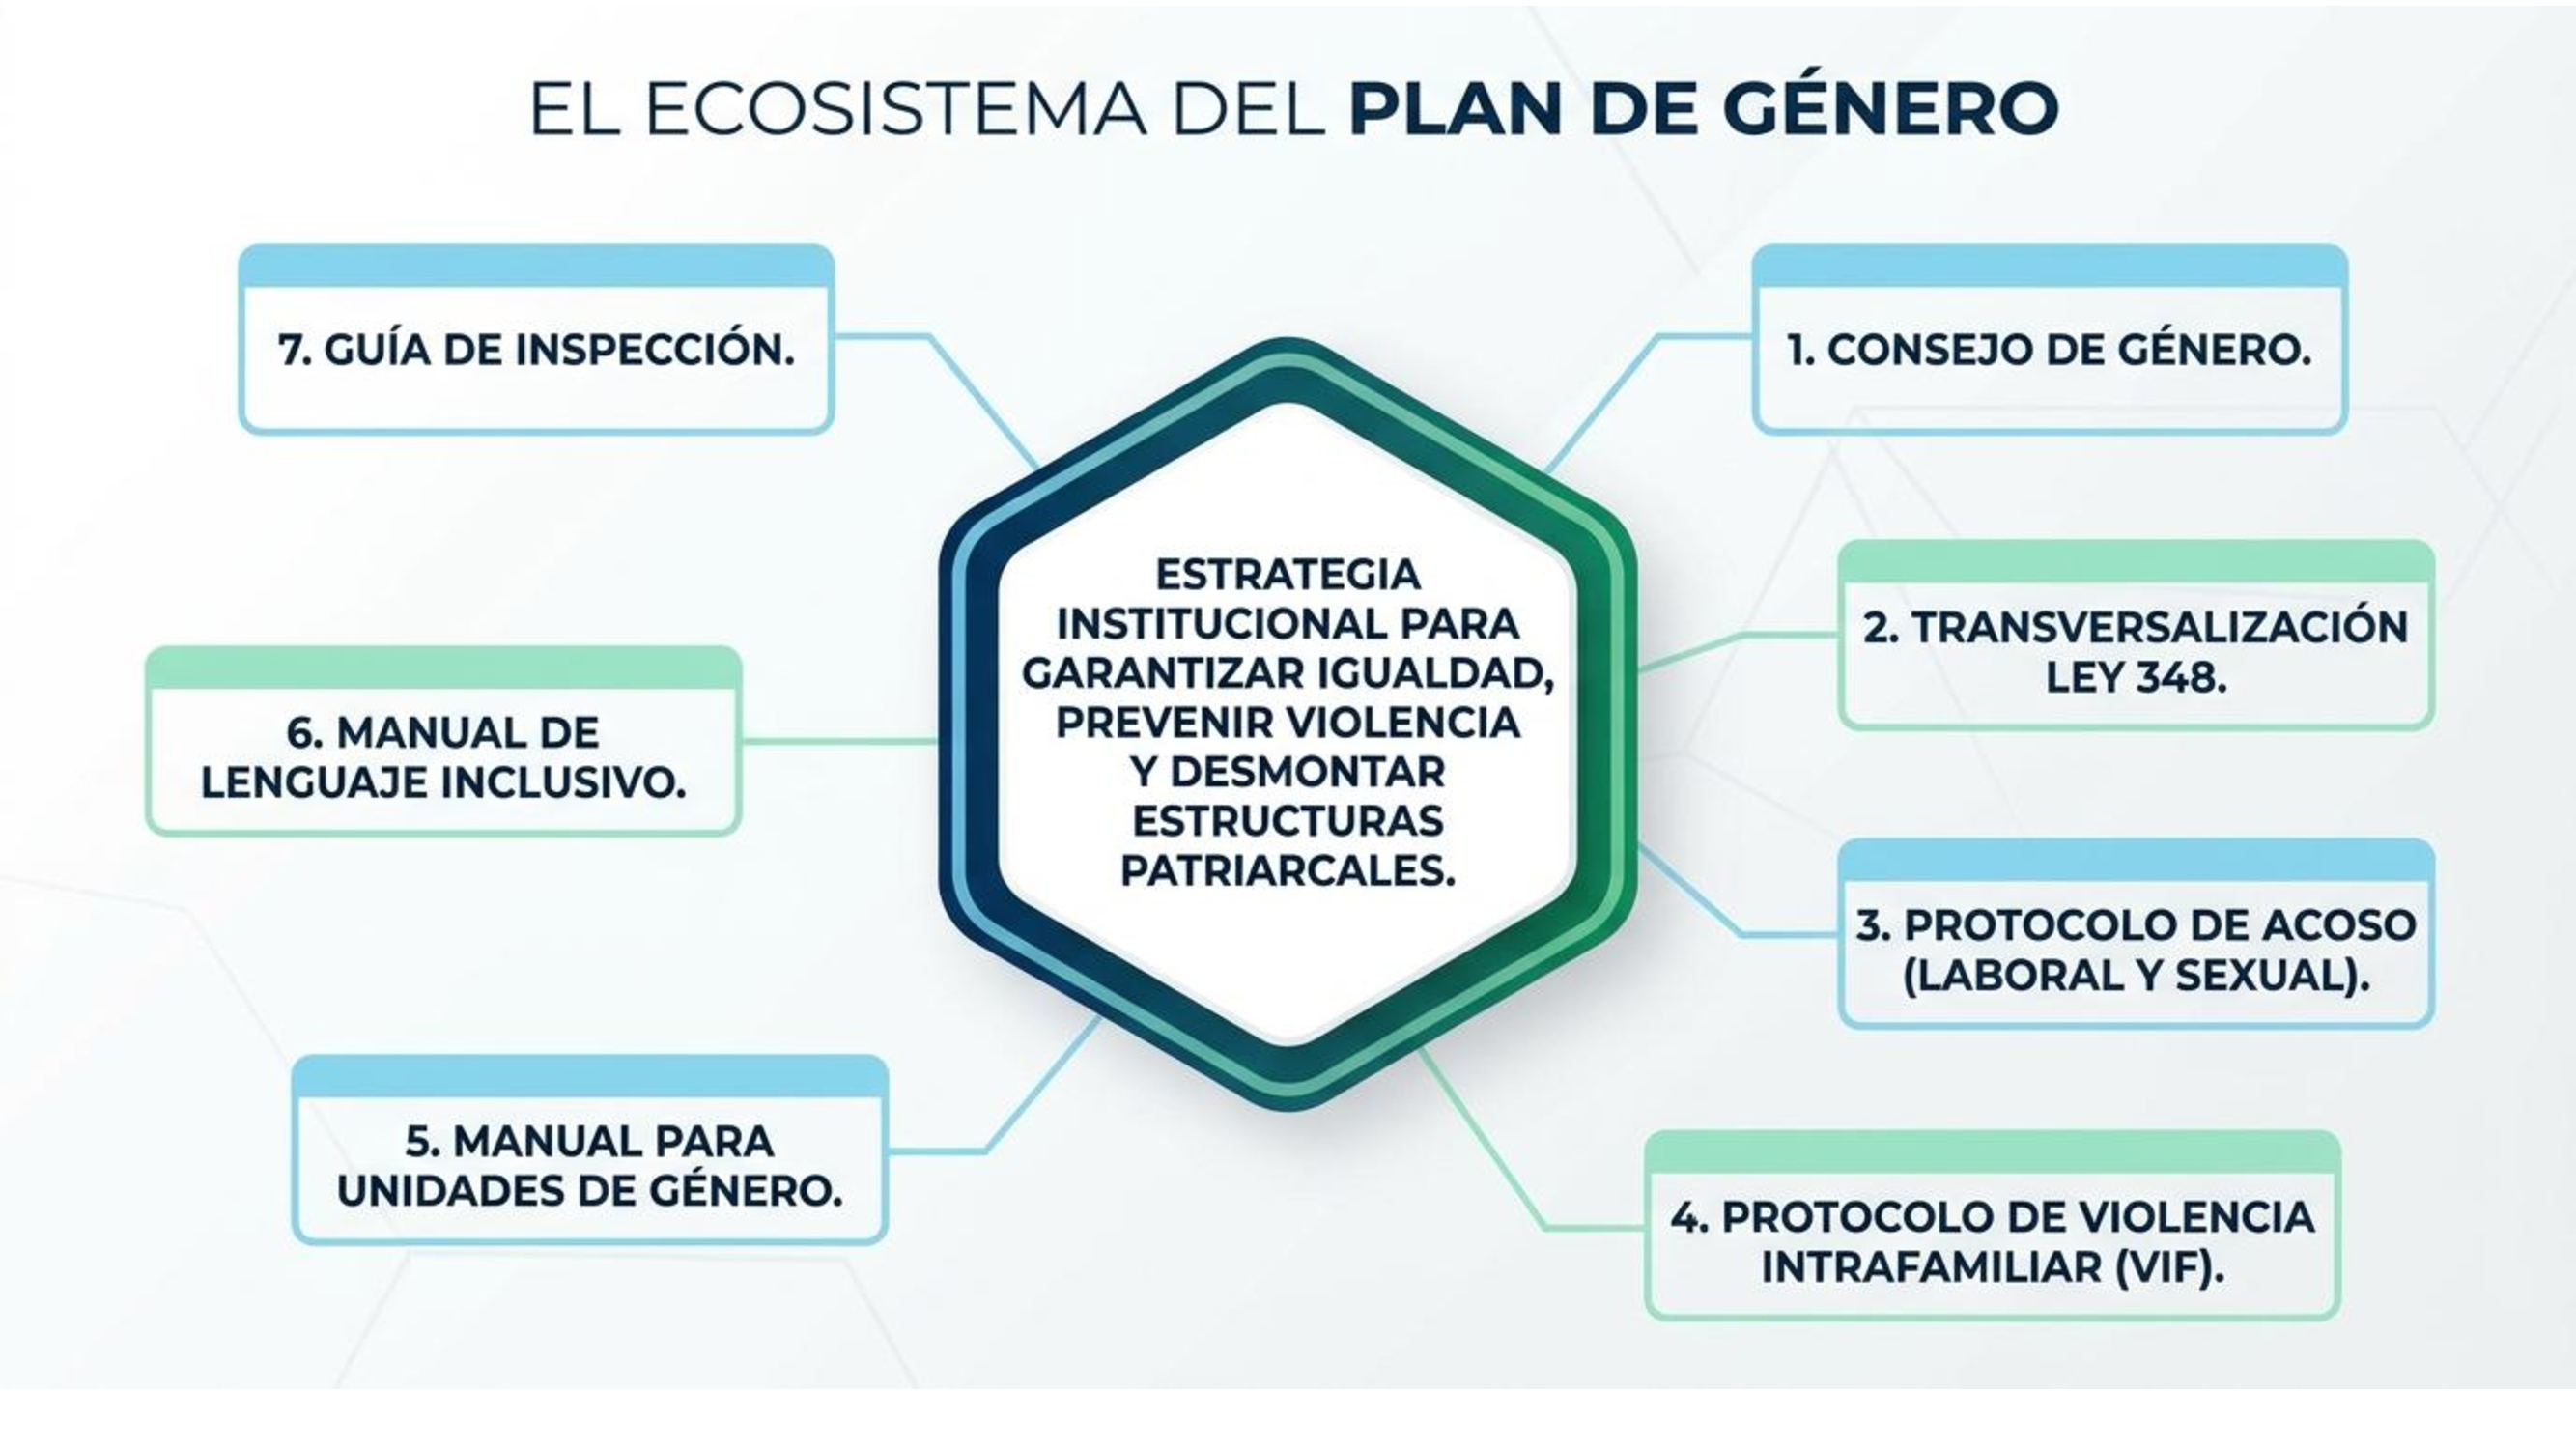 EL ECOSISTEMA DEL PLAN DE GÉNERO
ESTRATEGIA
INSTITUCIONAL PARA
GARANTIZAR IGUALDAD,
PREVENIR VIOLENCIA
Y DESMONTAR
ESTRUCTURAS
PATRIARCALES.
1. CONSEJO DE GÉNERO.
2. TRANSVERSALIZACIÓN
LEY 348.
3. PROTOCOLO DE ACOSO
(LABORAL Y SEXUAL).
4. PROTOCOLO DE VIOLENCIA
INTRAFAMILIAR (VIF).
5. MANUAL PARA
UNIDADES DE GÉNERO.
6. MANUAL DE
LENGUAJE INCLUSIVO.
7. GUÍA DE INSPECCIÓN.